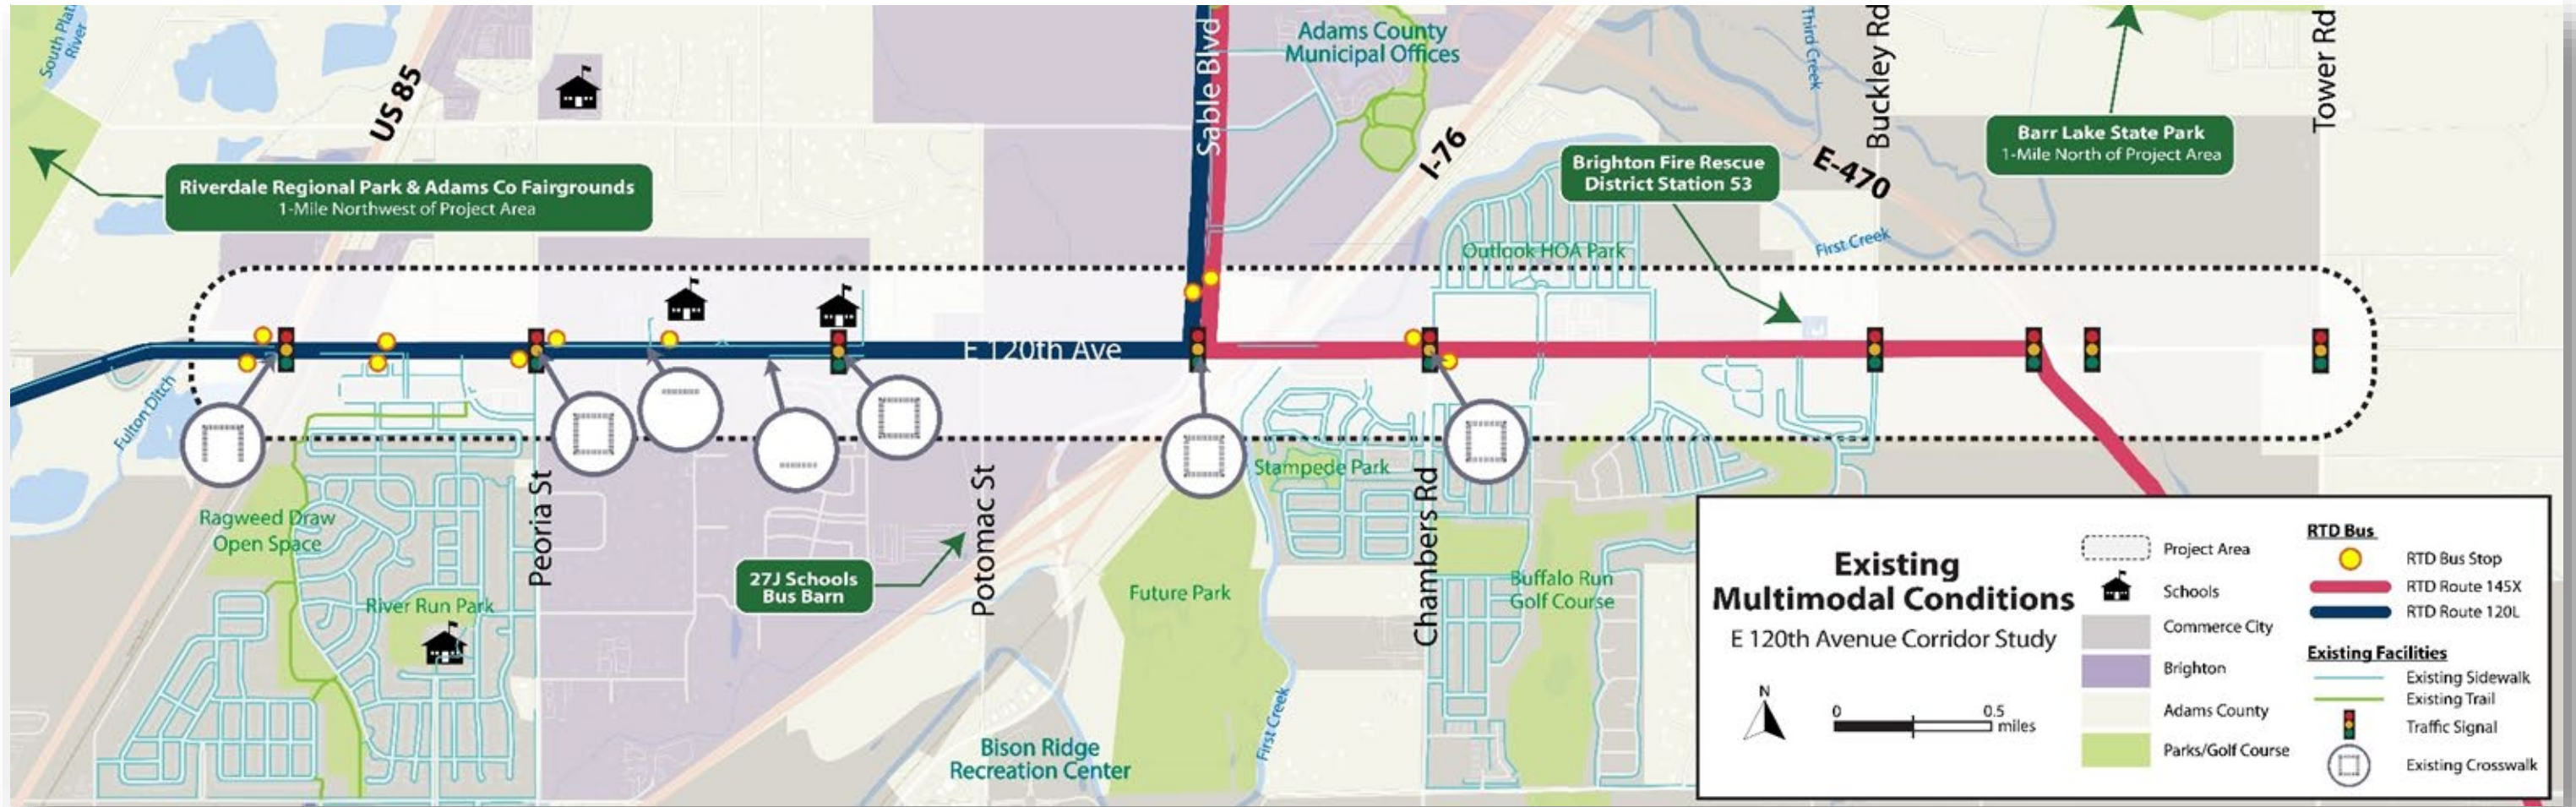 South Platte
River
US 85
Riverdale Regional Park & Adams Co Fairgrounds
1-Mile Northwest of Project Area
Sable Blvd
Adams County
Municipal Offices
I-76
Brighton Fire Rescue
District Station 53
Third Creek
Buckley Rd
E-470
Barr Lake State Park
1-Mile North of Project Area
Tower Rd
Outlook HOA Park
First Creek
E 120th Ave
Fulton Ditch
Ragweed Draw
Open Space
Peoria St
River Run Park
27J Schools
Bus Barn
Potomac St
Stampede Park
Future Park
Chambers Rd
Buffalo Run
Golf Course
First Creek
Bison Ridge
Recreation Center
Existing
Multimodal Conditions
E 120th Avenue Corridor Study
N
0 0.5
miles
Project Area
Schools
Commerce City
Brighton
Adams County
Parks/Golf Course
RTD Bus
RTD Bus Stop
RTD Route 145X
RTD Route 120L
Existing Facilities
Existing Sidewalk
Existing Trail
Traffic Signal
Existing Crosswalk